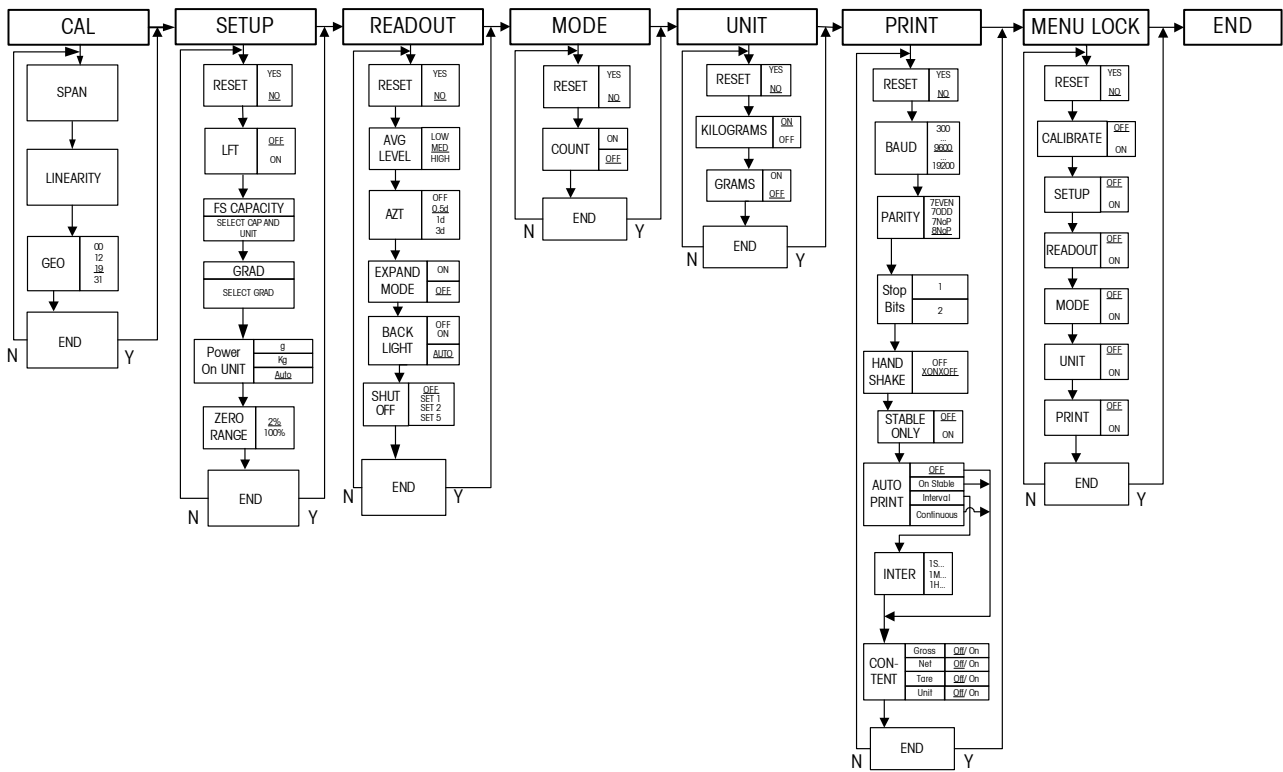 CAL
SETUP
READOUT
MODE
UNIT
PRINT
MENU LOCK
END
SPAN
LINEARITY
GEO
00
12
19
31
END
N
Y
RESET
YES
NO
LFT
OFF
ON
FS CAPACITY
SELECT CAP AND
UNIT
GRAD
SELECT GRAD
Power
On UNIT
g
Kg
Auto
ZERO
RANGE
2%
100%
END
N
Y
RESET
YES
NO
AVG
LEVEL
LOW
MED
HIGH
AZT
OFF
0.5d
1d
3d
EXPAND
MODE
ON
OFF
BACK
LIGHT
OFF
ON
AUTO
SHUT
OFF
OFF
SET 1
SET 2
SET 5
END
N
Y
RESET
YES
NO
COUNT
ON
OFF
END
N
Y
RESET
YES
NO
KILOGRAMS
ON
OFF
GRAMS
ON
OFF
END
N
Y
RESET
YES
NO
BAUD
300
...
9600
...
19200
PARITY
7EVEN
7ODD
7NoP
8NoP
Stop
Bits
1
2
HAND
SHAKE
OFF
XONXOFF
STABLE
ONLY
OFF
ON
AUTO
PRINT
OFF
On Stable
Interval
Continuous
INTER
1S...
1M...
1H...
CON-
TENT
Gross Off/ On
Net Off/ On
Tare Off/ On
Unit Off/ On
END
N
Y
RESET
YES
NO
CALIBRATE
OFF
ON
SETUP
OFF
ON
READOUT
OFF
ON
MODE
OFF
ON
UNIT
OFF
ON
PRINT
OFF
ON
END
N
Y